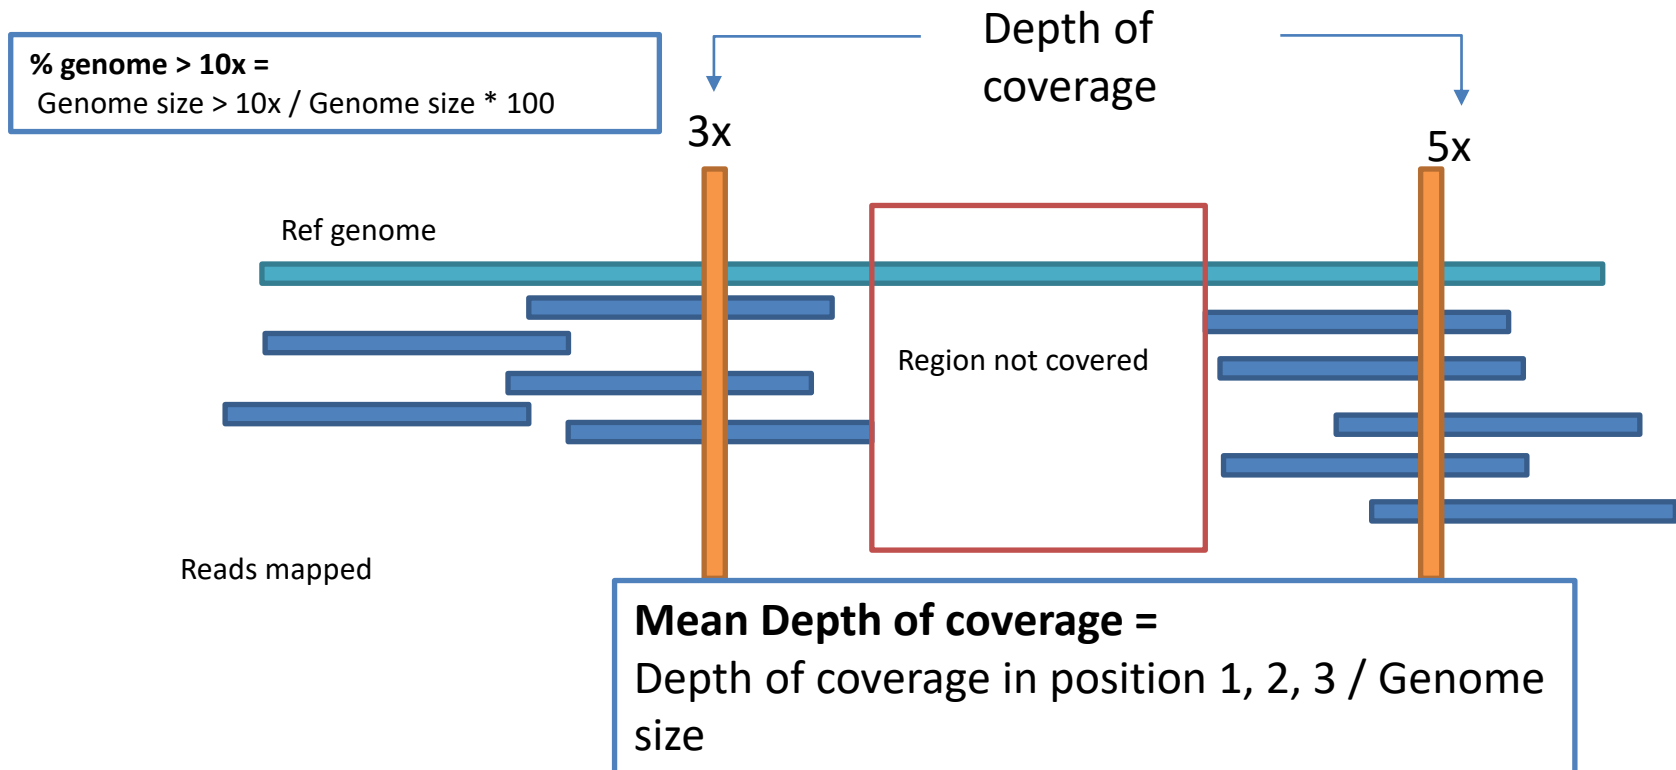 % genome > 10x =
Genome size > 10x / Genome size * 100
Depth of
coverage
3x
5x
Ref genome
Region not covered
Reads mapped
Mean Depth of coverage =
Depth of coverage in position 1, 2, 3 / Genome
size